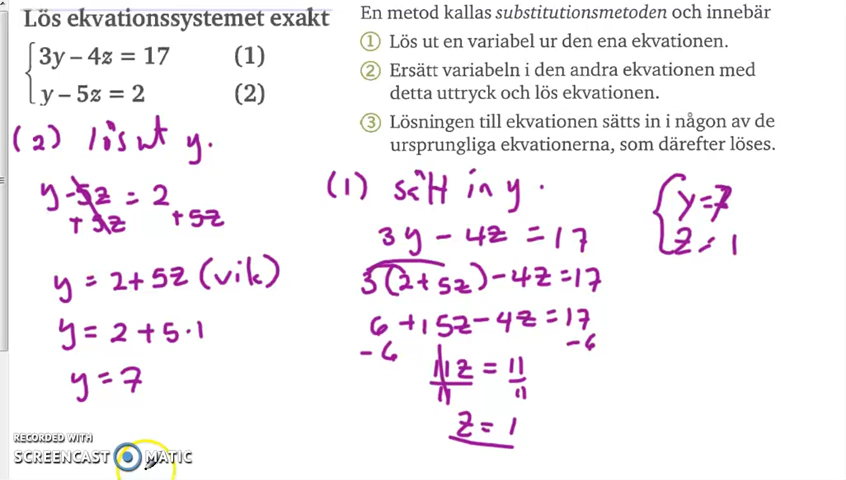 Lös ekvationssystemet exakt
3y – 4z = 17 (1)
y – 5z = 2 (2)
En metod kallas substitutionsmetoden och innebär
① Lös ut en variabel ur den ena ekvationen.
② Ersätt variabeln i den andra ekvationen med
detta uttryck och lös ekvationen.
③ Lösningen till ekvationen sätts in i någon av de
ursprungliga ekvationerna, som därefter löses.
(2) lös ut y.
y - 5z = 2
+ 5z + 5z
y = 2 + 5z (vik)
y = 2 + 5 · 1
y = 7
(1) sätt in y.
3y - 4z = 17
3(2 + 5z) - 4z = 17
6 + 15z - 4z = 17
- 6 - 6
11z = 11
11 11
z = 1
y = 7
z = 1
RECORDED WITH
SCREENCAST MATIC